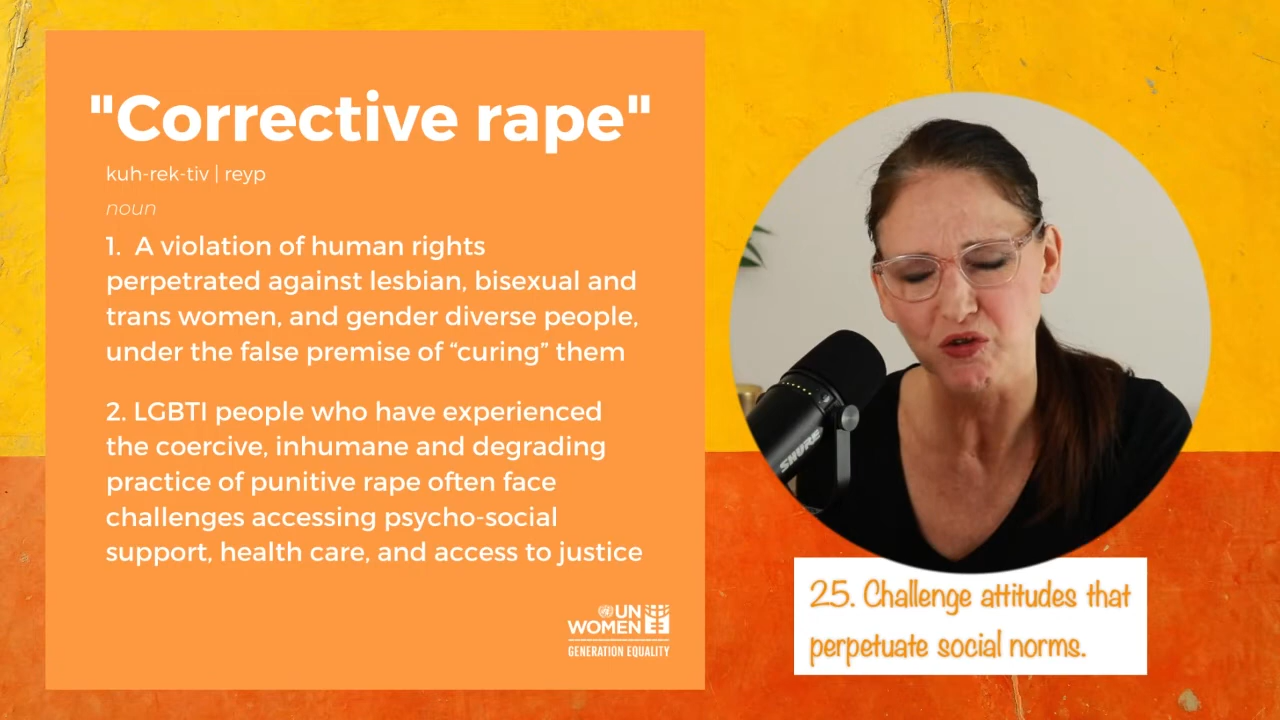 "Corrective rape"
kuh-rek-tiv | reyp
noun
1. A violation of human rights
perpetrated against lesbian, bisexual and
trans women, and gender diverse people,
under the false premise of “curing” them
2. LGBTI people who have experienced
the coercive, inhumane and degrading
practice of punitive rape often face
challenges accessing psycho-social
support, health care, and access to justice
UN
WOMEN
GENERATION EQUALITY
SHURE
25. Challenge attitudes that
perpetuate social norms.